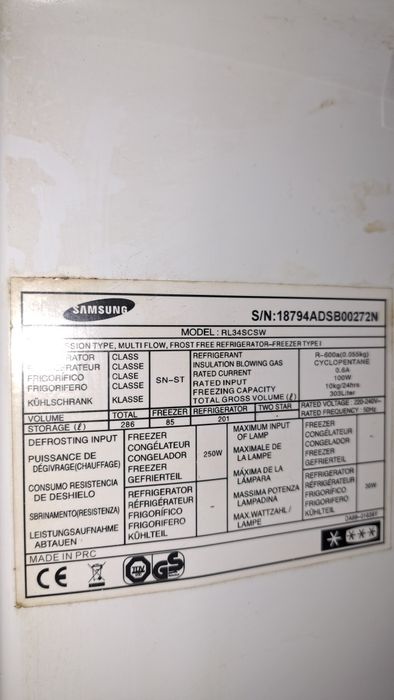 SAMSUNG
S/N:18794ADSB00272N
MODEL: RL34SCSW
SSION TYPE, MULTI FLOW, FROST FREE REFRIGERATOR-FREEZER TYPE I
RATOR CLASS
RATEUR CLASSE
FRIGORÍFICO CLASE
FRIGORIFERO CLASSE
KÜHLSCHRANK KLASSE
SN-ST
REFRIGERANT R-600a(0.055kg)
INSULATION BLOWING GAS CYCLOPENTANE
RATED CURRENT 0.6A
RATED INPUT 100W
FREEZING CAPACITY 10kg/24hrs
TOTAL GROSS VOLUME (ℓ) 303Liter
VOLUME TOTAL FREEZER REFRIGERATOR TWO STAR RATED VOLTAGE : 220-240V~
STORAGE (ℓ) 286 85 201 RATED FREQUENCY : 50Hz
DEFROSTING INPUT
PUISSANCE DE
DÉGIVRAGE(CHAUFFAGE)
CONSUMO RESISTENCIA
DE DESHIELO
SBRINAMENTO(RESISTENZA)
LEISTUNGSAUFNAHME
ABTAUEN
FREEZER
CONGÉLATEUR
CONGELADOR
FREEZER
GEFRIERTEIL
250W
REFRIGERATOR
RÉFRIGÉRATEUR
FRIGORÍFICO
FRIGORIFERO
KÜHLTEIL
-
MAXIMUM INPUT
OF LAMP
MAXIMALE DE
LA LAMPE
MÁXIMA DE LA
LÁMPARA
MASSIMA POTENZA
LAMPADINA
MAX.WATTZAHL /
LAMPE
FREEZER
CONGÉLATEUR
CONGELADOR
FREEZER
GEFRIERTEIL
-
REFRIGERATOR
RÉFRIGÉRATEUR
FRIGORÍFICO
FRIGORIFERO
KÜHLTEIL
30W
MADE IN PRC
CE
TÜV
GS